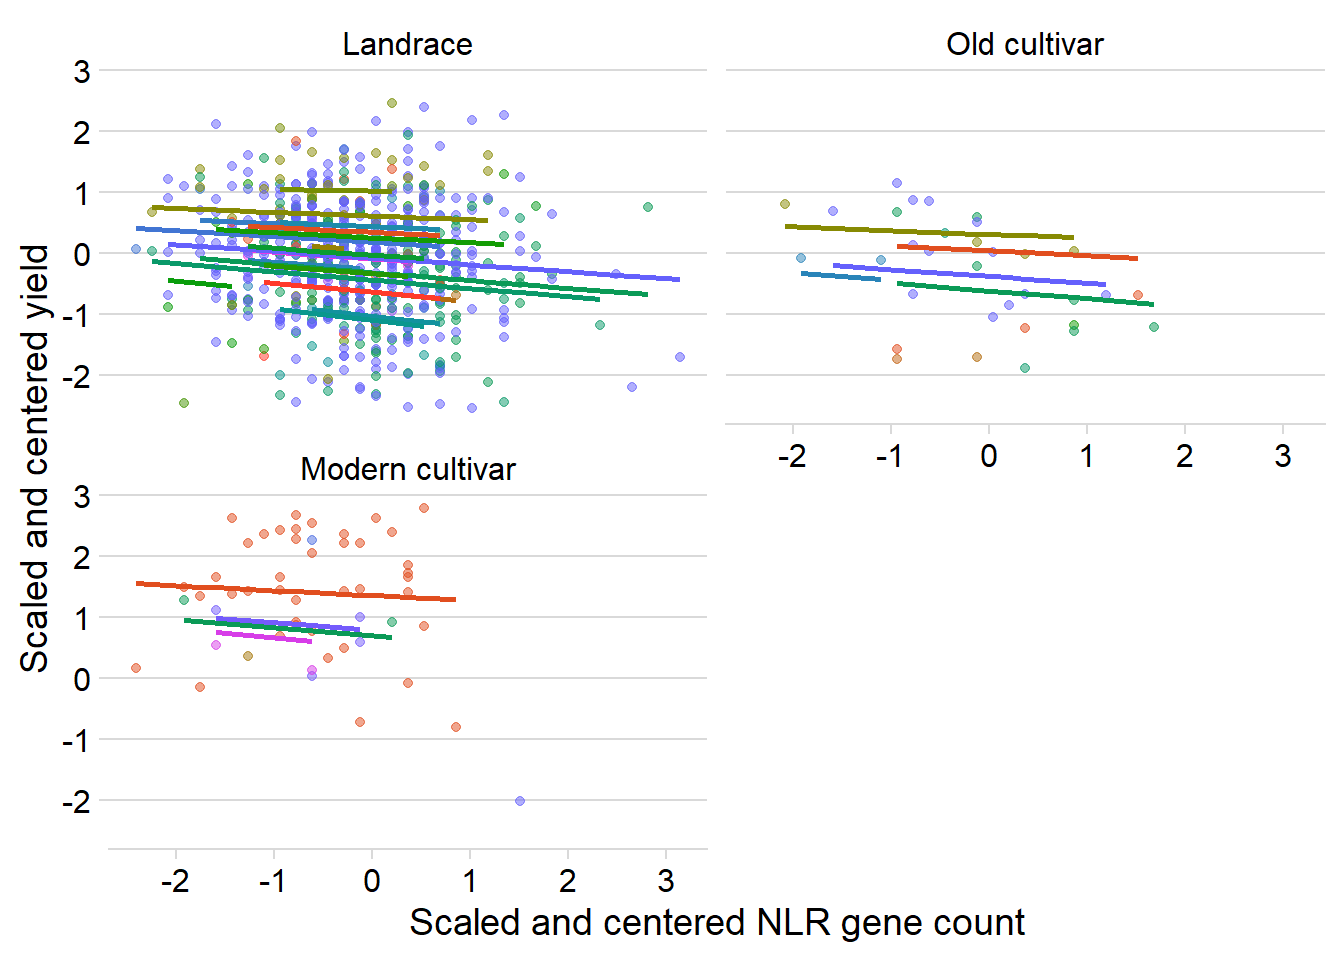 Landrace
Old cultivar
3
2
1
0
-1
-2
-2 -1 0 1 2 3
Modern cultivar
3
2
1
0
-1
-2
-2 -1 0 1 2 3
Scaled and centered yield
Scaled and centered NLR gene count